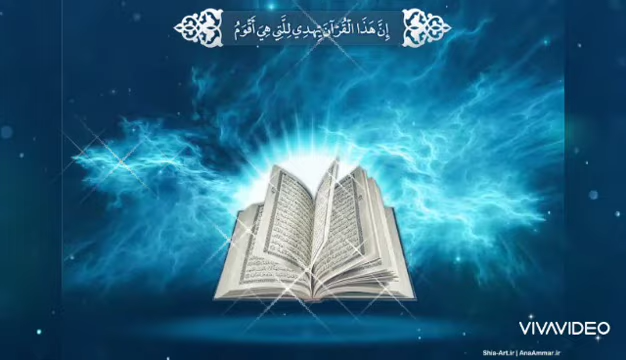 إِنَّ هَذَا الْقُرْآنَ يَهْدِي لِلَّتِي هِيَ أَقْوَمُ
VIVAVIDEO
Shia-Art.ir | AnaAmmar.ir